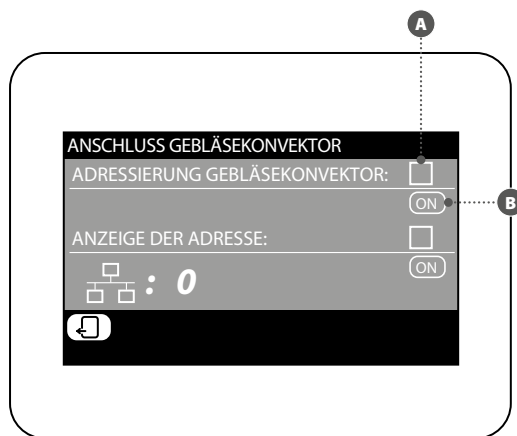 A
ANSCHLUSS GEBLÄSEKONVEKTOR
ADRESSIERUNG GEBLÄSEKONVEKTOR:
ON
B
ANZEIGE DER ADRESSE:
ON
: 0